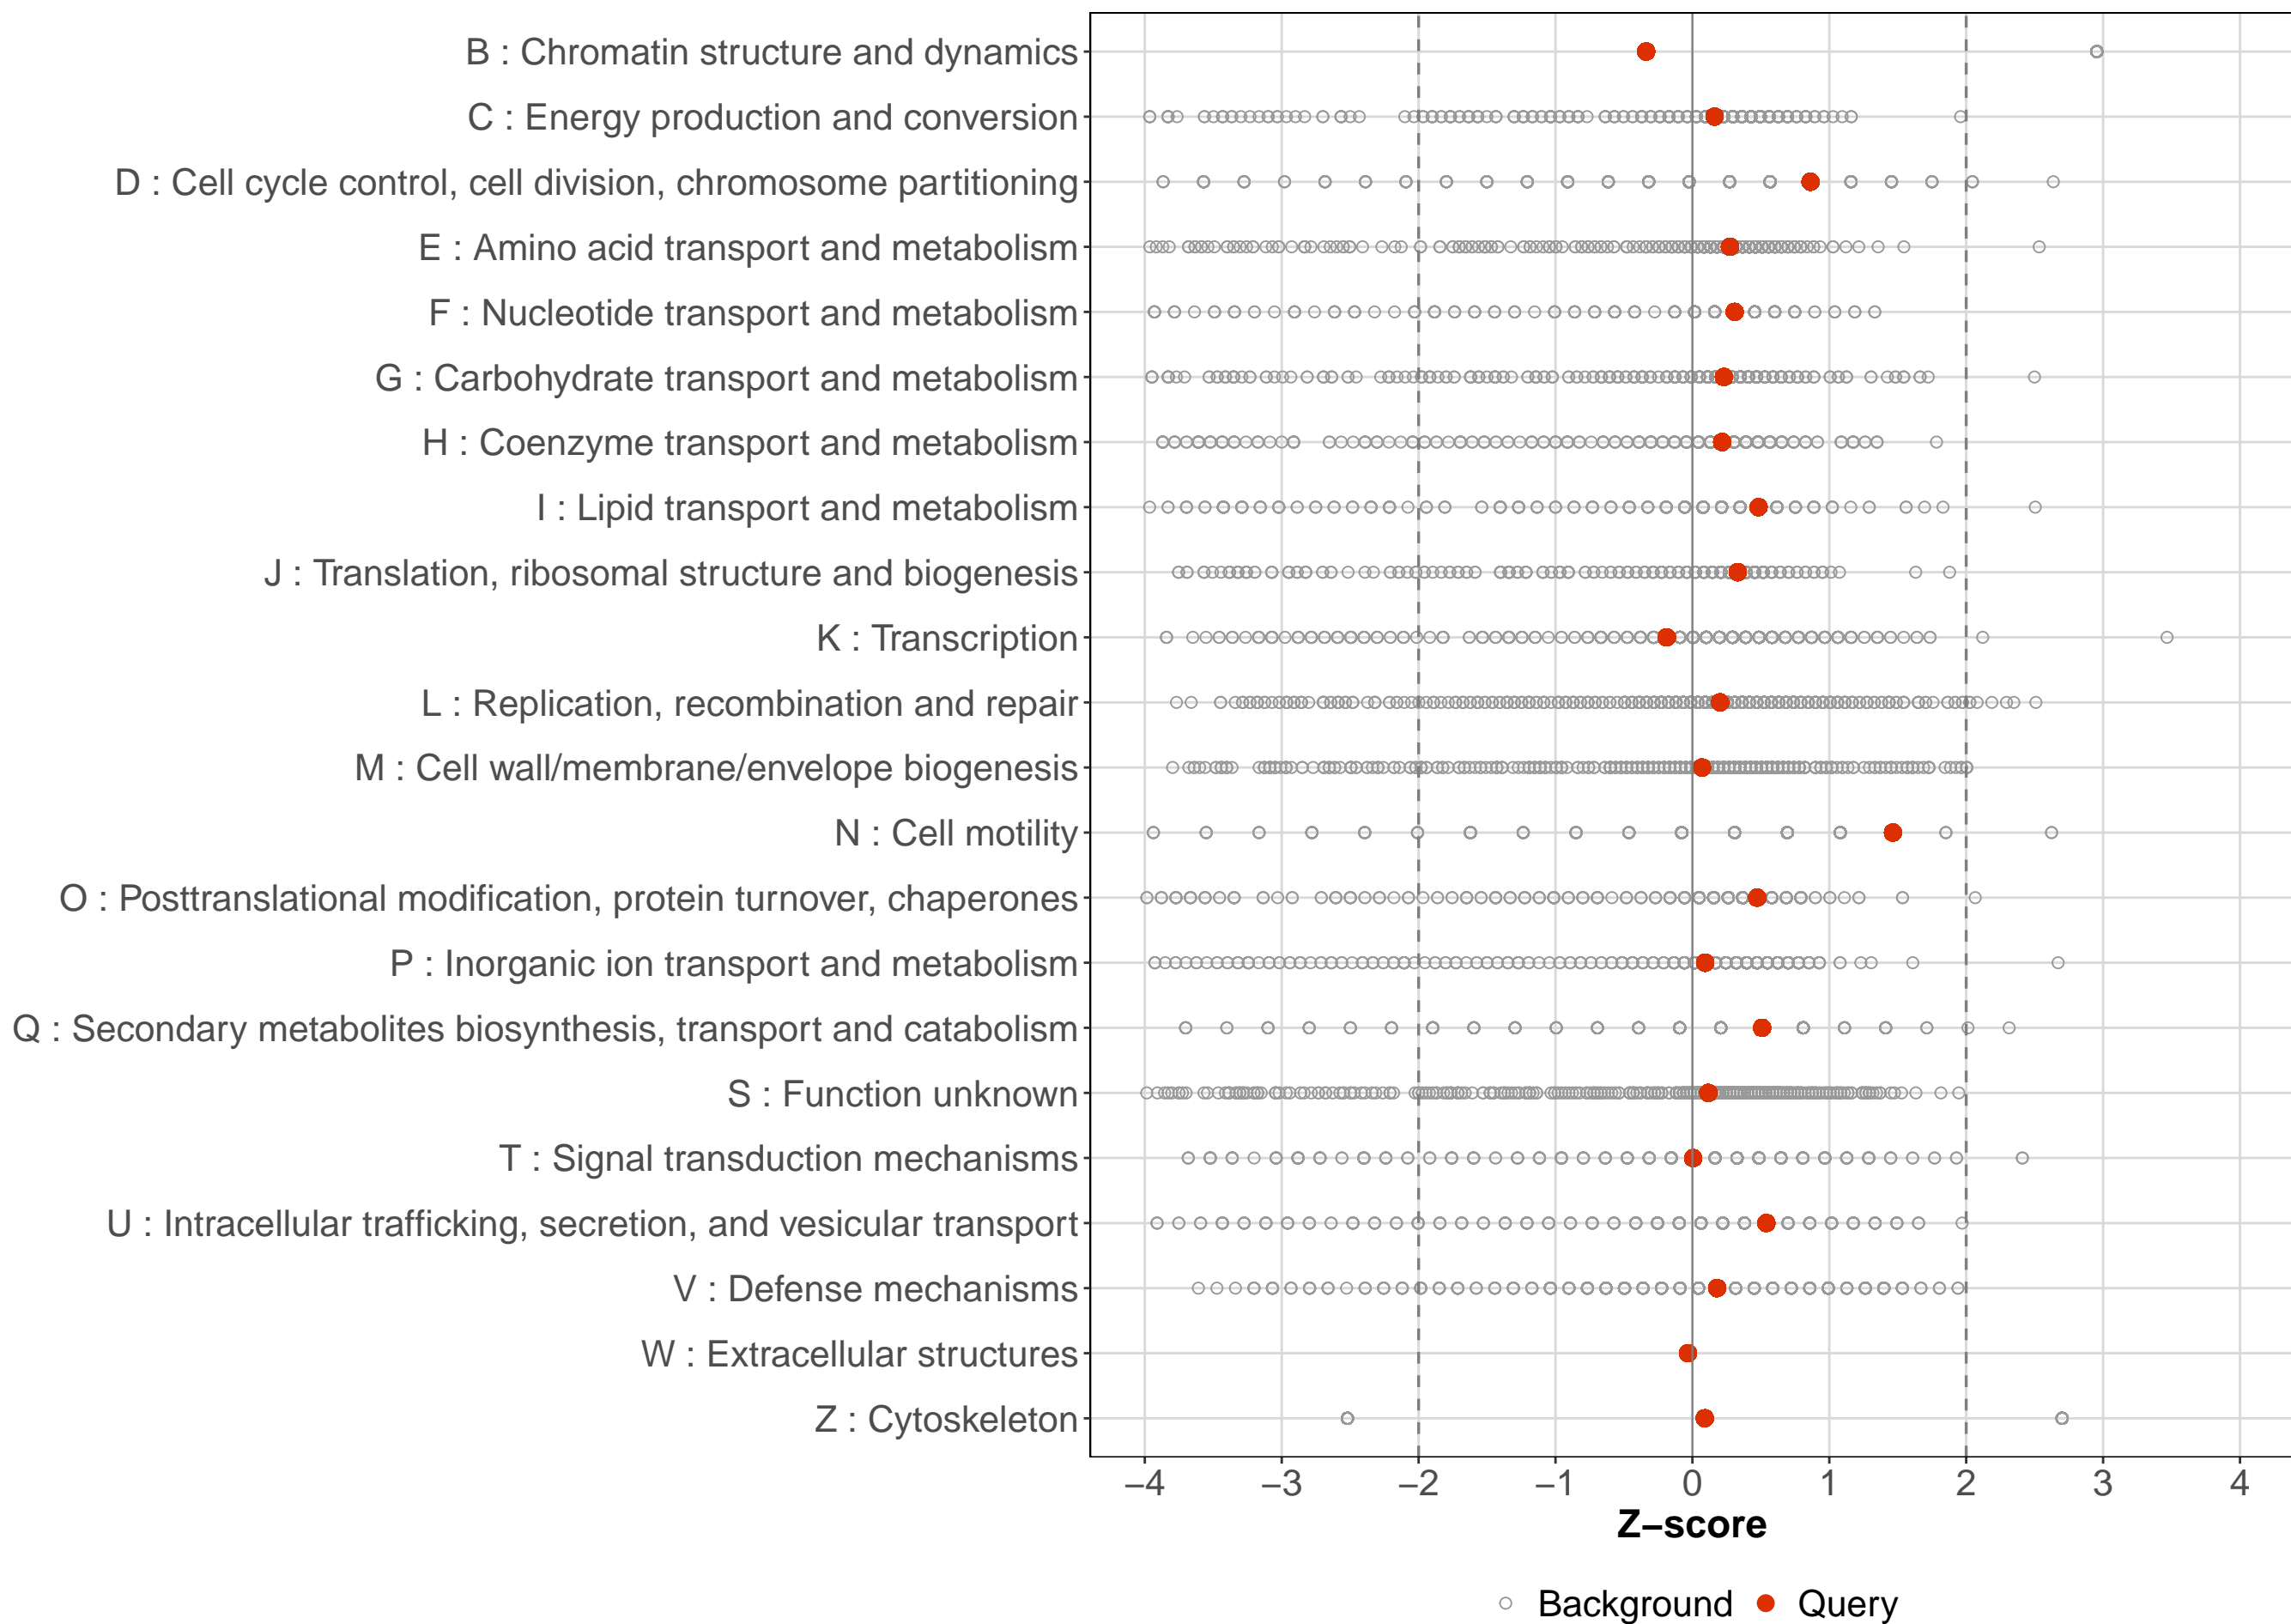 B : Chromatin structure and dynamics
C : Energy production and conversion
D : Cell cycle control, cell division, chromosome partitioning
E : Amino acid transport and metabolism
F : Nucleotide transport and metabolism
G : Carbohydrate transport and metabolism
H : Coenzyme transport and metabolism
I : Lipid transport and metabolism
J : Translation, ribosomal structure and biogenesis
K : Transcription
L : Replication, recombination and repair
M : Cell wall/membrane/envelope biogenesis
N : Cell motility
O : Posttranslational modification, protein turnover, chaperones
P : Inorganic ion transport and metabolism
Q : Secondary metabolites biosynthesis, transport and catabolism
S : Function unknown
T : Signal transduction mechanisms
U : Intracellular trafficking, secretion, and vesicular transport
V : Defense mechanisms
W : Extracellular structures
Z : Cytoskeleton
−4 −3 −2 −1 0 1 2 3 4
Z−score
Background Query